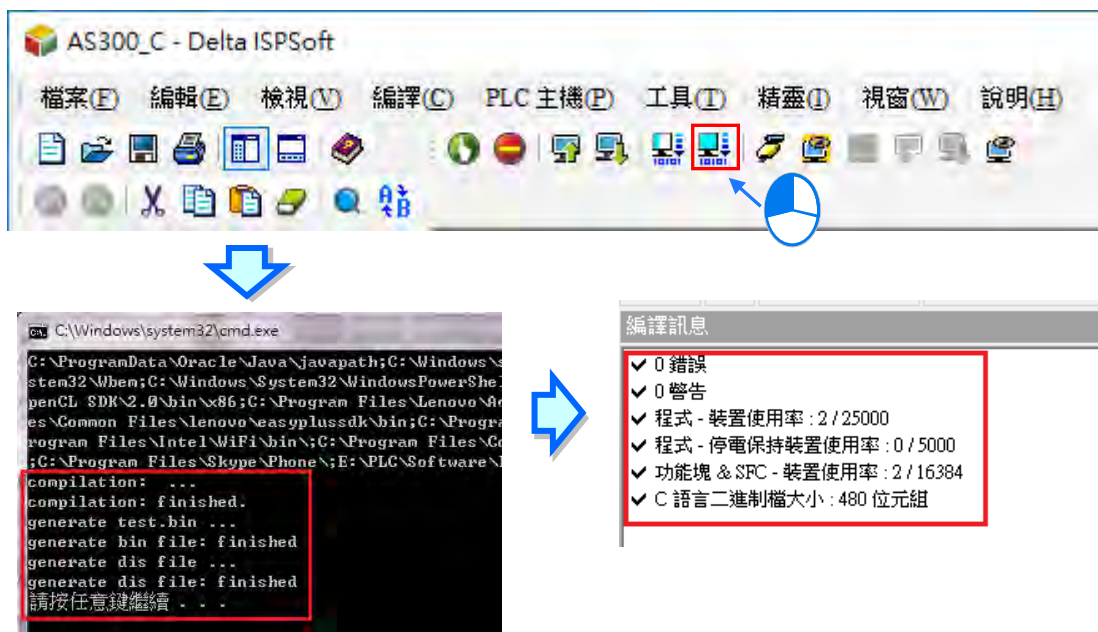 AS300_C - Delta ISPSoft
檔案(F) 編輯(E) 檢視(V) 編譯(C) PLC 主機(P) 工具(T) 精靈(I) 視窗(W) 說明(H)
C:\Windows\system32\cmd.exe
C:\ProgramData\Oracle\Java\javapath;C:\Windows\s
stem32\Wbem;C:\Windows\System32\WindowsPowerShe
penCL SDK\2.0\bin\x86;C:\Program Files\Lenovo\
es\Common Files\lenovo\easyplussdk\bin;C:\Progra
rogram Files\Intel\WiFi\bin\;C:\Program Files\
;C:\Program Files\Skype\Phone\;E:\PLC\Software\
compilation: ...
compilation: finished.
generate test.bin ...
generate bin file: finished
generate dis file ...
generate dis file: finished
請按任意鍵繼續 . . .
編譯訊息
✓ 0 錯誤
✓ 0 警告
✓ 程式 - 裝置使用率 : 2 / 25000
✓ 程式 - 停電保持裝置使用率 : 0 / 5000
✓ 功能塊 & SFC - 裝置使用率 : 2 / 16384
✓ C 語言二進制檔大小 : 480 位元組